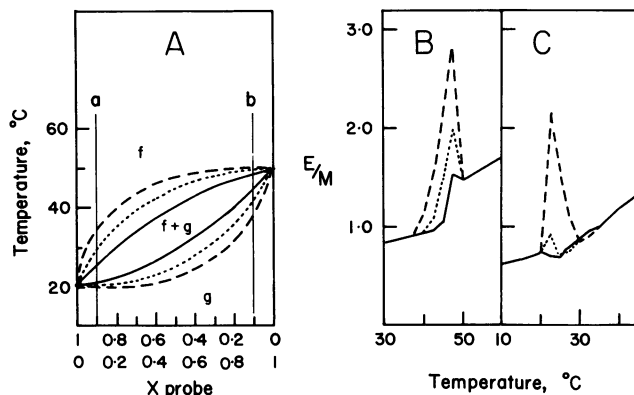 A
B
C
a
b
f
f + g
g
Temperature, °C
60
40
20
1 0·8 0·6 0·4 0·2 0
0 0·2 0·4 0·6 0·8 1
X probe
E/M
3·0
2·0
1·0
30 50 10 30
Temperature, °C